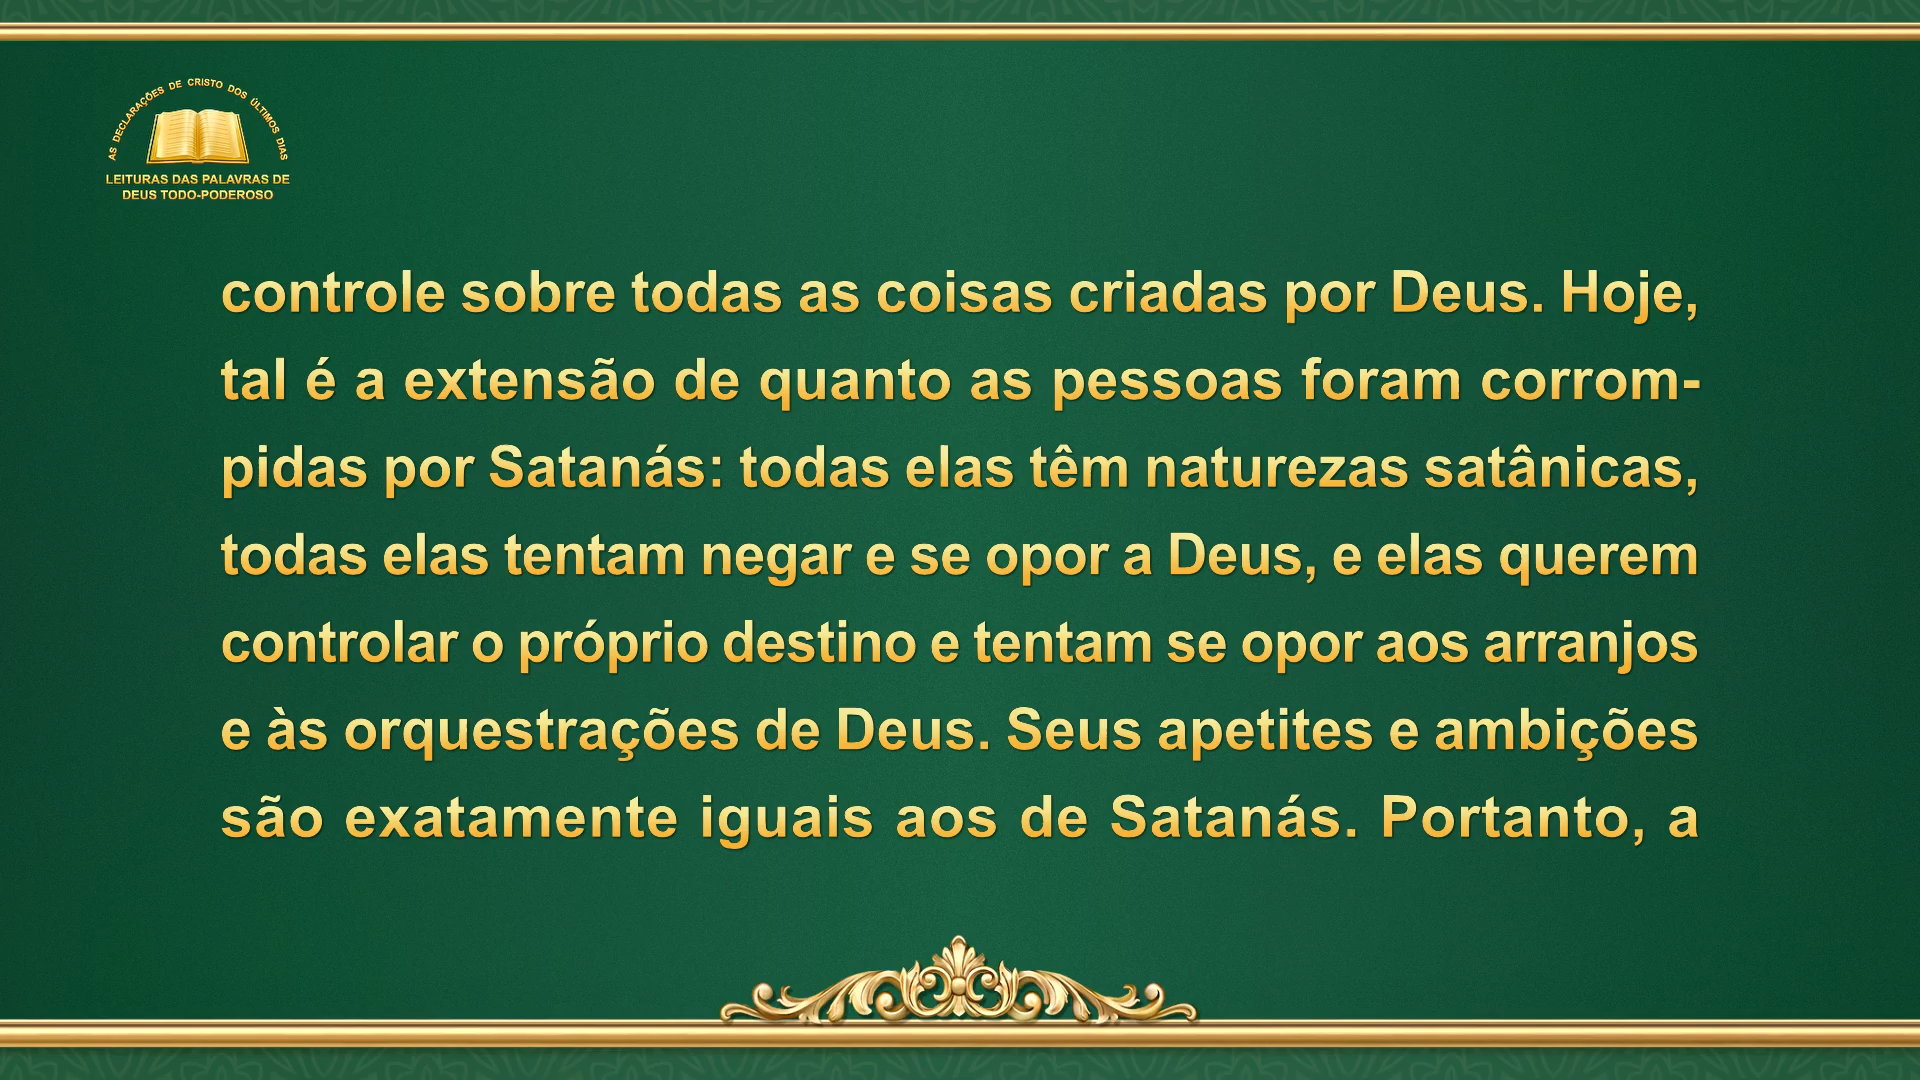 AS DECLARAÇÕES DE CRISTO DOS ÚLTIMOS DIAS
LEITURAS DAS PALAVRAS DE
DEUS TODO-PODEROSO
controle sobre todas as coisas criadas por Deus. Hoje,
tal é a extensão de quanto as pessoas foram corrom-
pidas por Satanás: todas elas têm naturezas satânicas,
todas elas tentam negar e se opor a Deus, e elas querem
controlar o próprio destino e tentam se opor aos arranjos
e às orquestrações de Deus. Seus apetites e ambições
são exatamente iguais aos de Satanás. Portanto, a